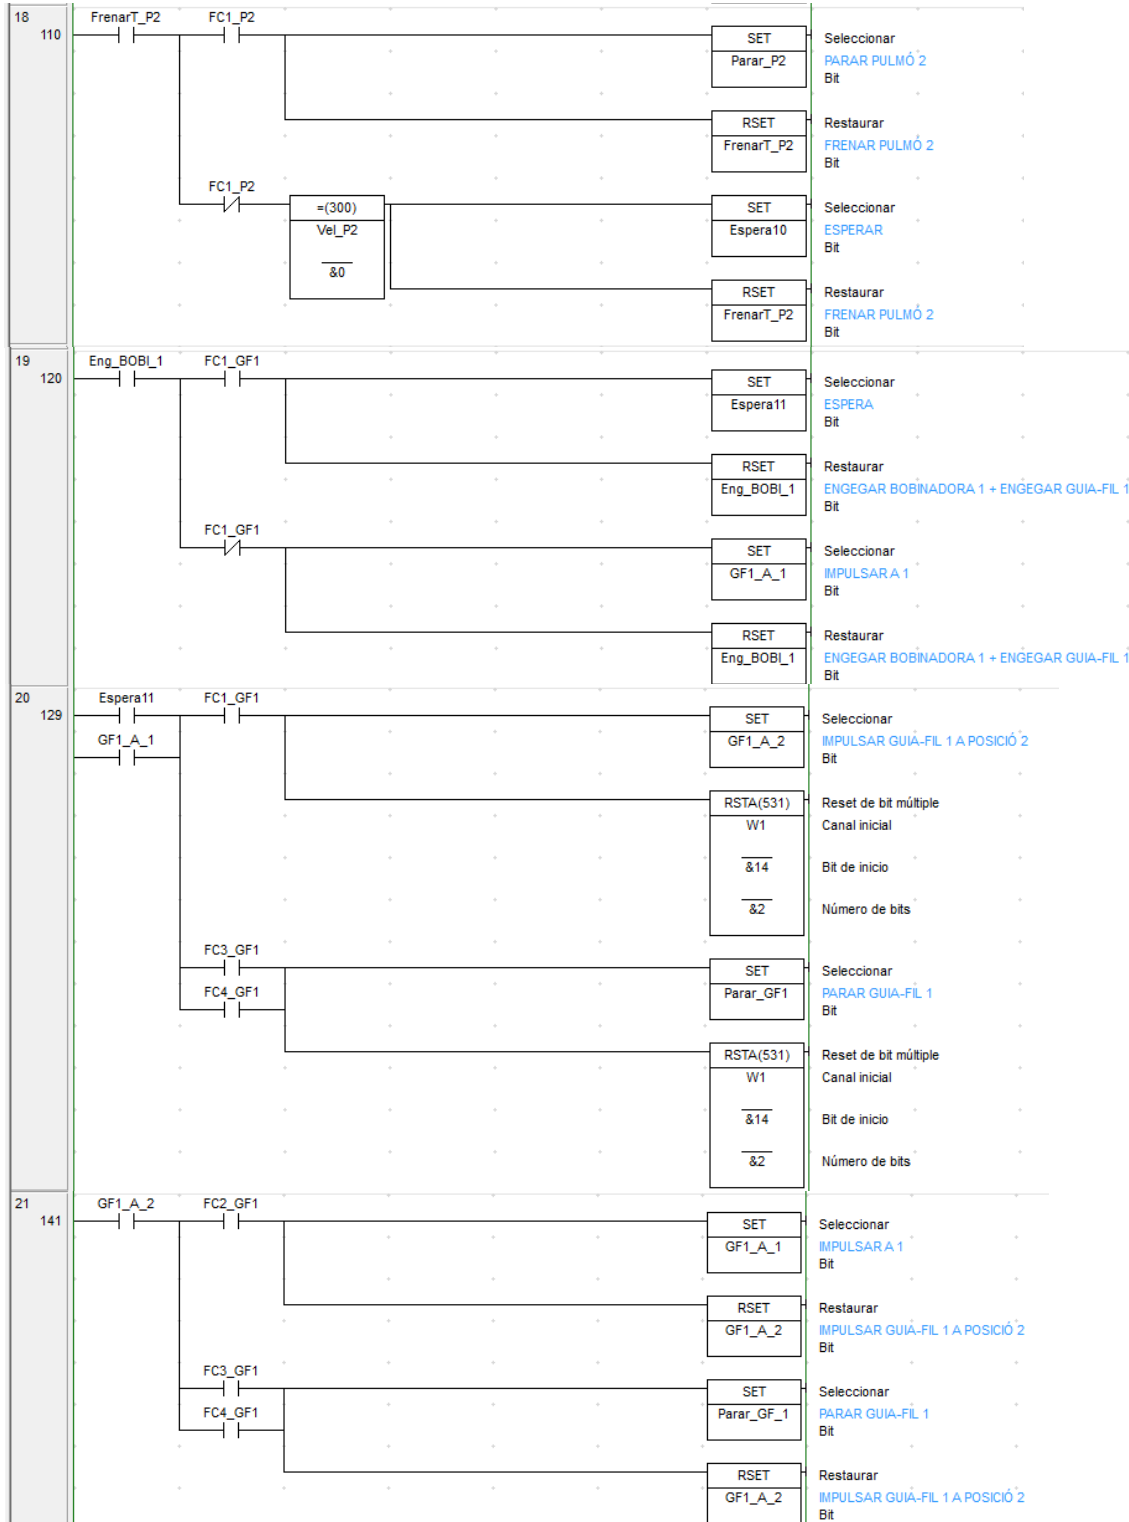 18
110
FrenarT_P2
FC1_P2
SET
Parar_P2
Seleccionar
PARAR PULMÓ 2
Bit
RSET
FrenarT_P2
Restaurar
FRENAR PULMÓ 2
Bit
FC1_P2
=(300)
Vel_P2
&0
SET
Espera10
Seleccionar
ESPERAR
Bit
RSET
FrenarT_P2
Restaurar
FRENAR PULMÓ 2
Bit
19
120
Eng_BOBI_1
FC1_GF1
SET
Espera11
Seleccionar
ESPERA
Bit
RSET
Eng_BOBI_1
Restaurar
ENGEGAR BOBINADORA 1 + ENGEGAR GUIA-FIL 1
Bit
FC1_GF1
SET
GF1_A_1
Seleccionar
IMPULSAR A 1
Bit
RSET
Eng_BOBI_1
Restaurar
ENGEGAR BOBINADORA 1 + ENGEGAR GUIA-FIL 1
Bit
20
129
Espera11
FC1_GF1
GF1_A_1
SET
GF1_A_2
Seleccionar
IMPULSAR GUIA-FIL 1 A POSICIÓ 2
Bit
RSTA(531)
W1
&14
&2
Reset de bit múltiple
Canal inicial
Bit de inicio
Número de bits
FC3_GF1
FC4_GF1
SET
Parar_GF1
Seleccionar
PARAR GUIA-FIL 1
Bit
RSTA(531)
W1
&14
&2
Reset de bit múltiple
Canal inicial
Bit de inicio
Número de bits
21
141
GF1_A_2
FC2_GF1
SET
GF1_A_1
Seleccionar
IMPULSAR A 1
Bit
RSET
GF1_A_2
Restaurar
IMPULSAR GUIA-FIL 1 A POSICIÓ 2
Bit
FC3_GF1
FC4_GF1
SET
Parar_GF_1
Seleccionar
PARAR GUIA-FIL 1
Bit
RSET
GF1_A_2
Restaurar
IMPULSAR GUIA-FIL 1 A POSICIÓ 2
Bit